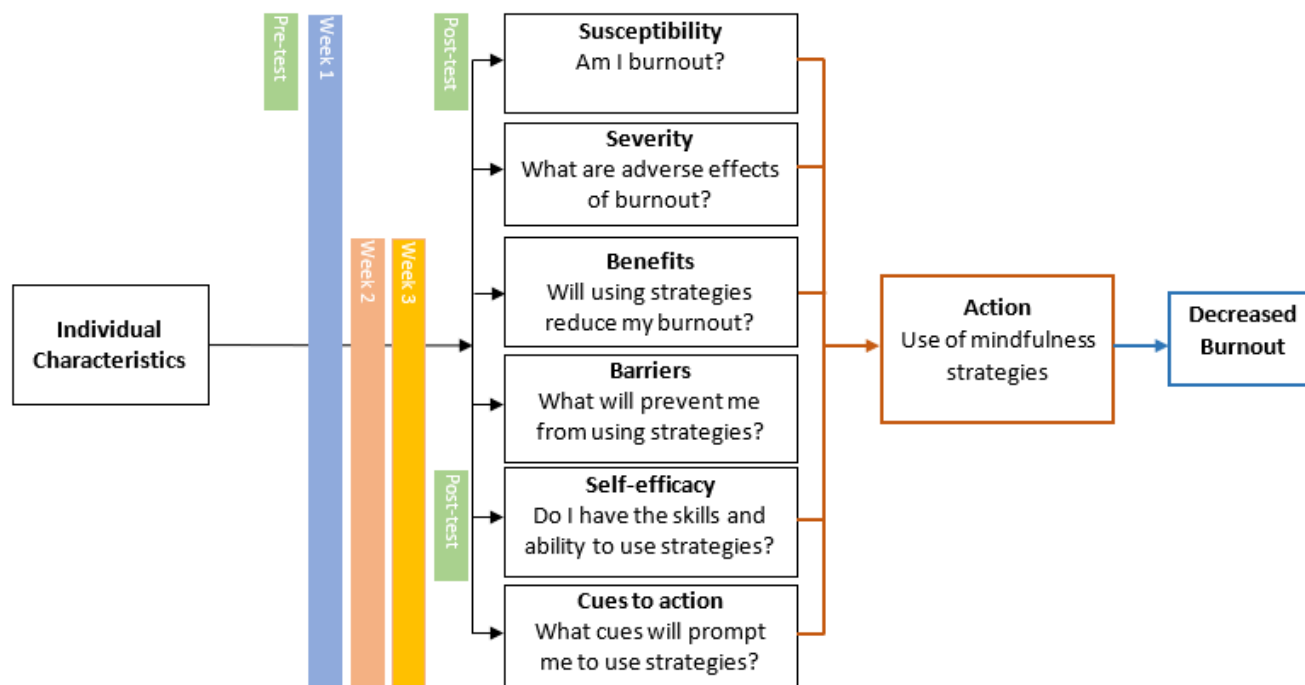 Pre-test
Week 1
Week 2
Week 3
Post-test
Post-test
Individual
Characteristics
Susceptibility
Am I burnout?
Severity
What are adverse effects
of burnout?
Benefits
Will using strategies
reduce my burnout?
Barriers
What will prevent me
from using strategies?
Self-efficacy
Do I have the skills and
ability to use strategies?
Cues to action
What cues will prompt
me to use strategies?
Action
Use of mindfulness
strategies
Decreased
Burnout